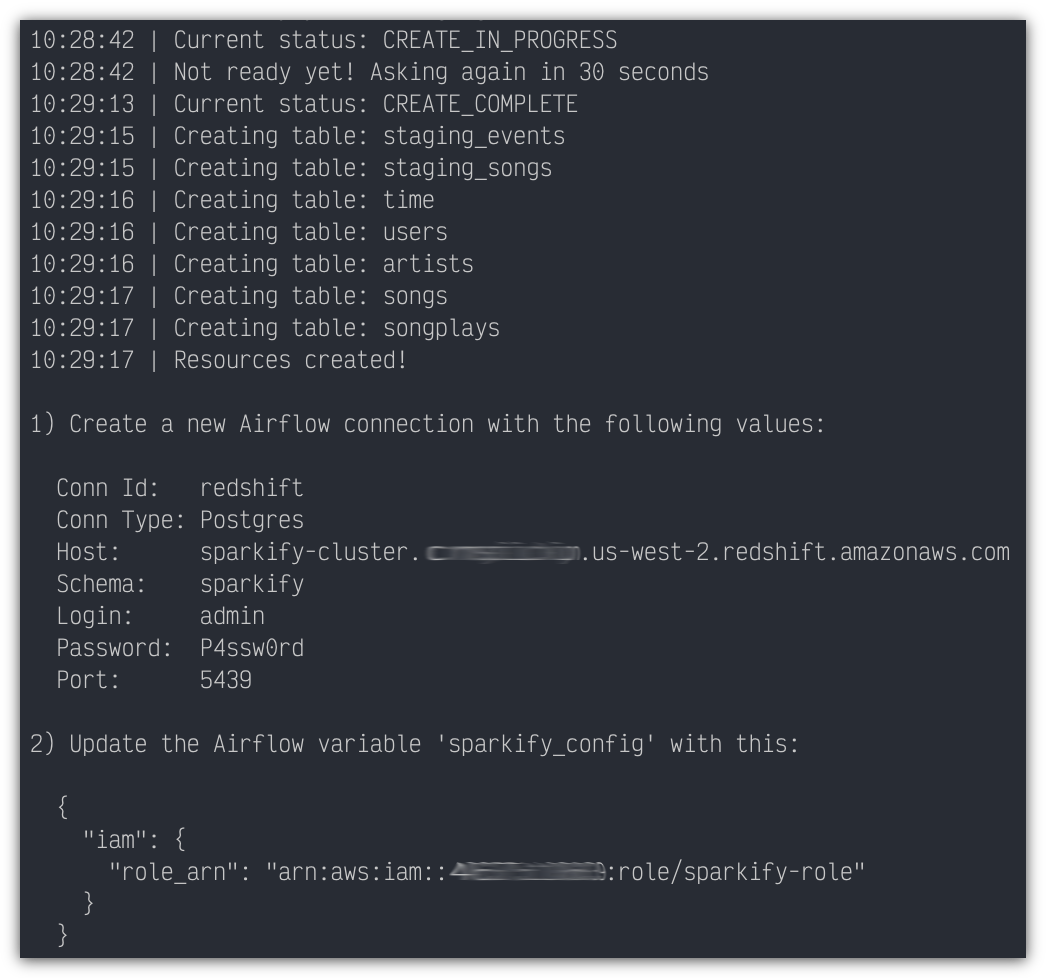 10:28:42 | Current status: CREATE_IN_PROGRESS
10:28:42 | Not ready yet! Asking again in 30 seconds
10:29:13 | Current status: CREATE_COMPLETE
10:29:15 | Creating table: staging_events
10:29:15 | Creating table: staging_songs
10:29:16 | Creating table: time
10:29:16 | Creating table: users
10:29:16 | Creating table: artists
10:29:17 | Creating table: songs
10:29:17 | Creating table: songplays
10:29:17 | Resources created!
1) Create a new Airflow connection with the following values:
Conn Id: redshift
Conn Type: Postgres
Host: sparkify-cluster. .us-west-2.redshift.amazonaws.com
Schema: sparkify
Login: admin
Password: P4ssw0rd
Port: 5439
2) Update the Airflow variable 'sparkify_config' with this:
{
"iam": {
"role_arn": "arn:aws:iam:: :role/sparkify-role"
}
}